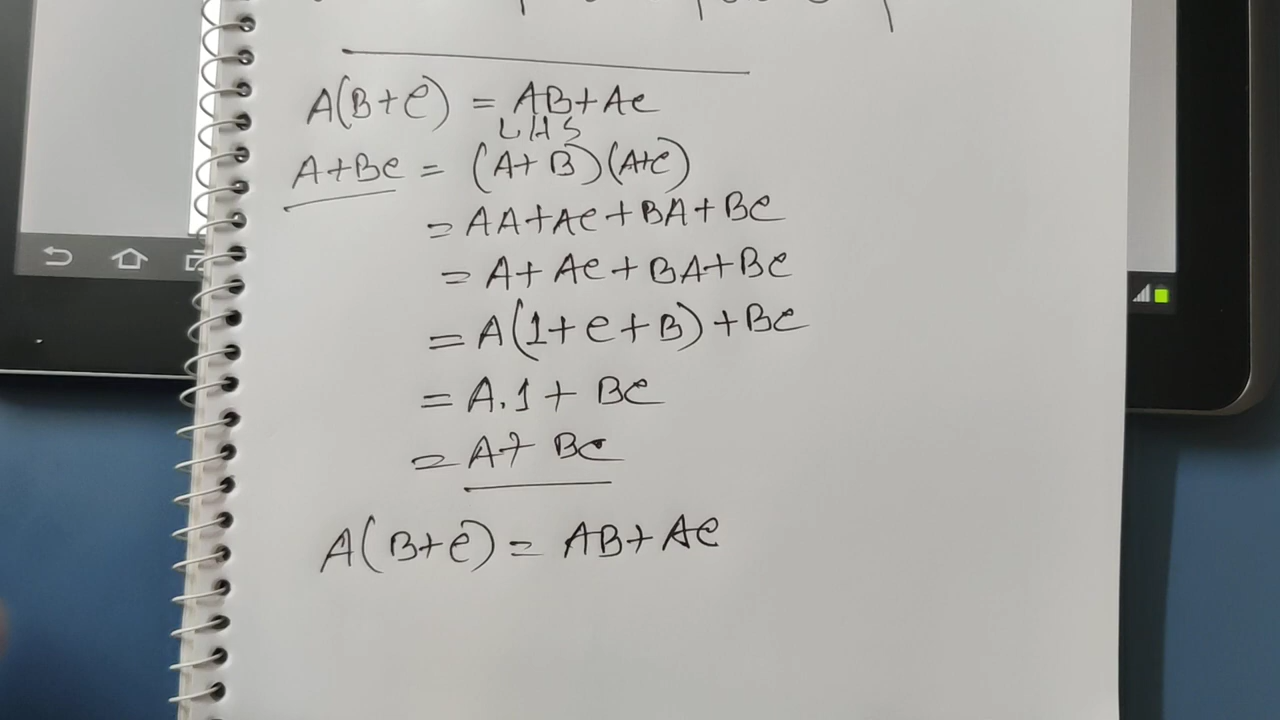 A(B+C) = AB+AC
LHS
A+BC = (A+B)(A+C)
= AA+AC+BA+BC
= A+AC+BA+BC
= A(1+C+B)+BC
= A.1+BC
= A+BC
A(B+C) = AB+AC